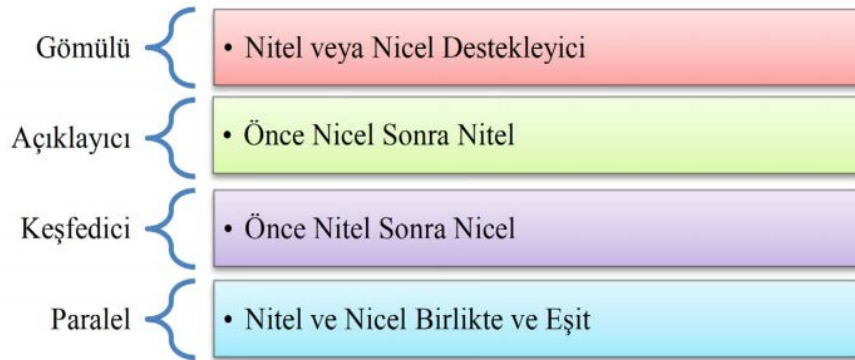 Gömülü
• Nitel veya Nicel Destekleyici
Açıklayıcı
• Önce Nicel Sonra Nitel
Keşfedici
• Önce Nitel Sonra Nicel
Paralel
• Nitel ve Nicel Birlikte ve Eşit